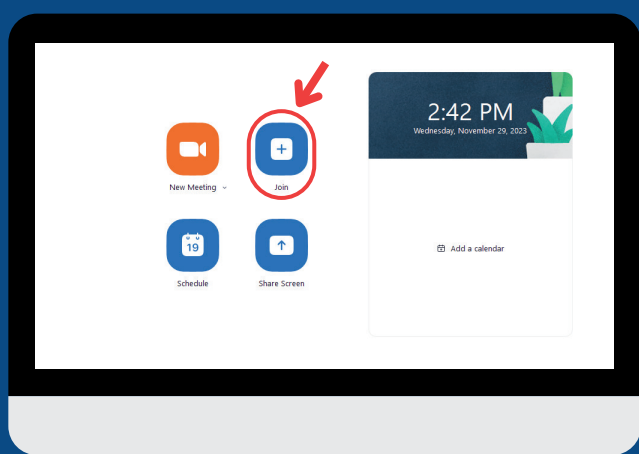 New Meeting
Join
19
Schedule
Share Screen
2:42 PM
Wednesday, November 29, 2023
Add a calendar